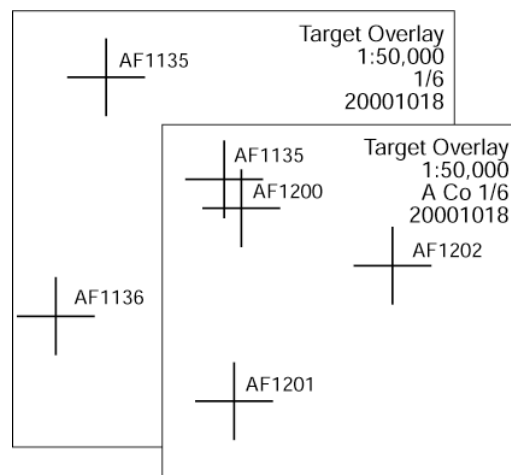 Target Overlay
1:50,000
1/6
20001018
AF1135
AF1136
Target Overlay
1:50,000
A Co 1/6
20001018
AF1135
AF1200
AF1202
AF1201